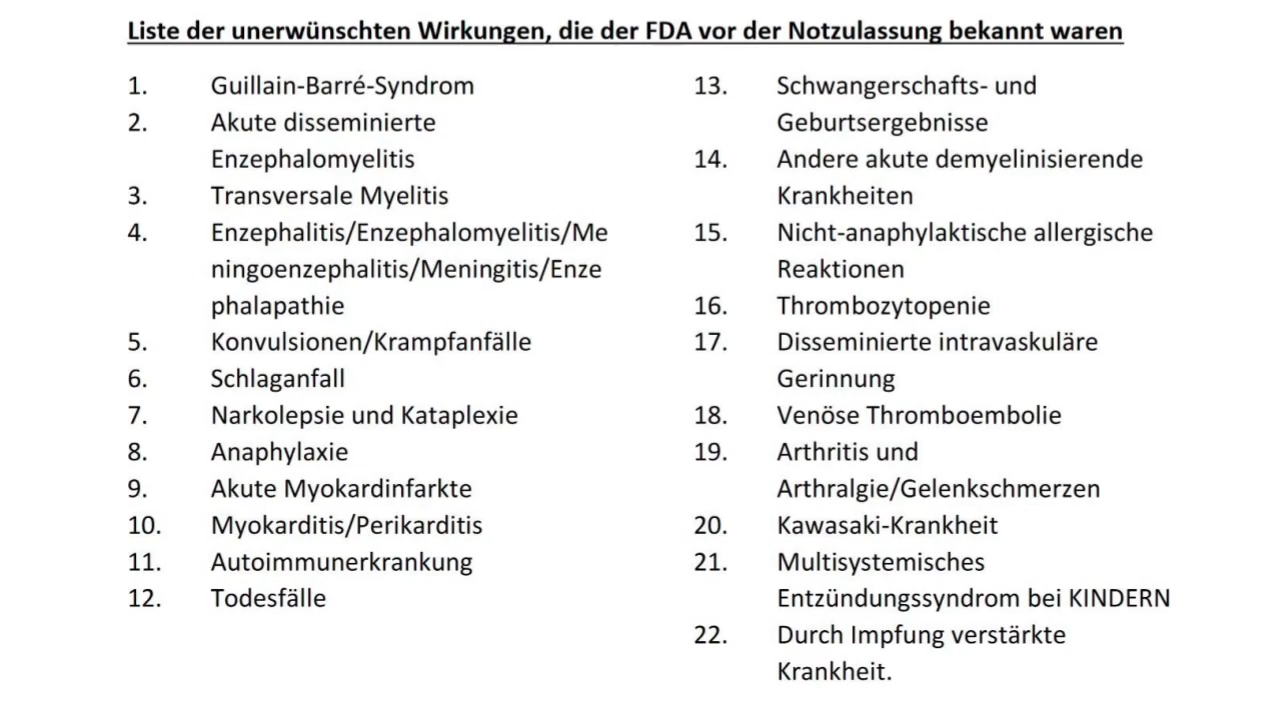 Liste der unerwünschten Wirkungen, die der FDA vor der Notzulassung bekannt waren
1. Guillain-Barré-Syndrom
2. Akute disseminierte
Enzephalomyelitis
3. Transversale Myelitis
4. Enzephalitis/Enzephalomyelitis/Me
ningoenzephalitis/Meningitis/Enze
phalapathie
5. Konvulsionen/Krampfanfälle
6. Schlaganfall
7. Narkolepsie und Kataplexie
8. Anaphylaxie
9. Akute Myokardinfarkte
10. Myokarditis/Perikarditis
11. Autoimmunerkrankung
12. Todesfälle
13. Schwangerschafts- und
Geburtsergebnisse
14. Andere akute demyelinisierende
Krankheiten
15. Nicht-anaphylaktische allergische
Reaktionen
16. Thrombozytopenie
17. Disseminierte intravaskuläre
Gerinnung
18. Venöse Thromboembolie
19. Arthritis und
Arthralgie/Gelenkschmerzen
20. Kawasaki-Krankheit
21. Multisystemisches
Entzündungssyndrom bei KINDERN
22. Durch Impfung verstärkte
Krankheit.